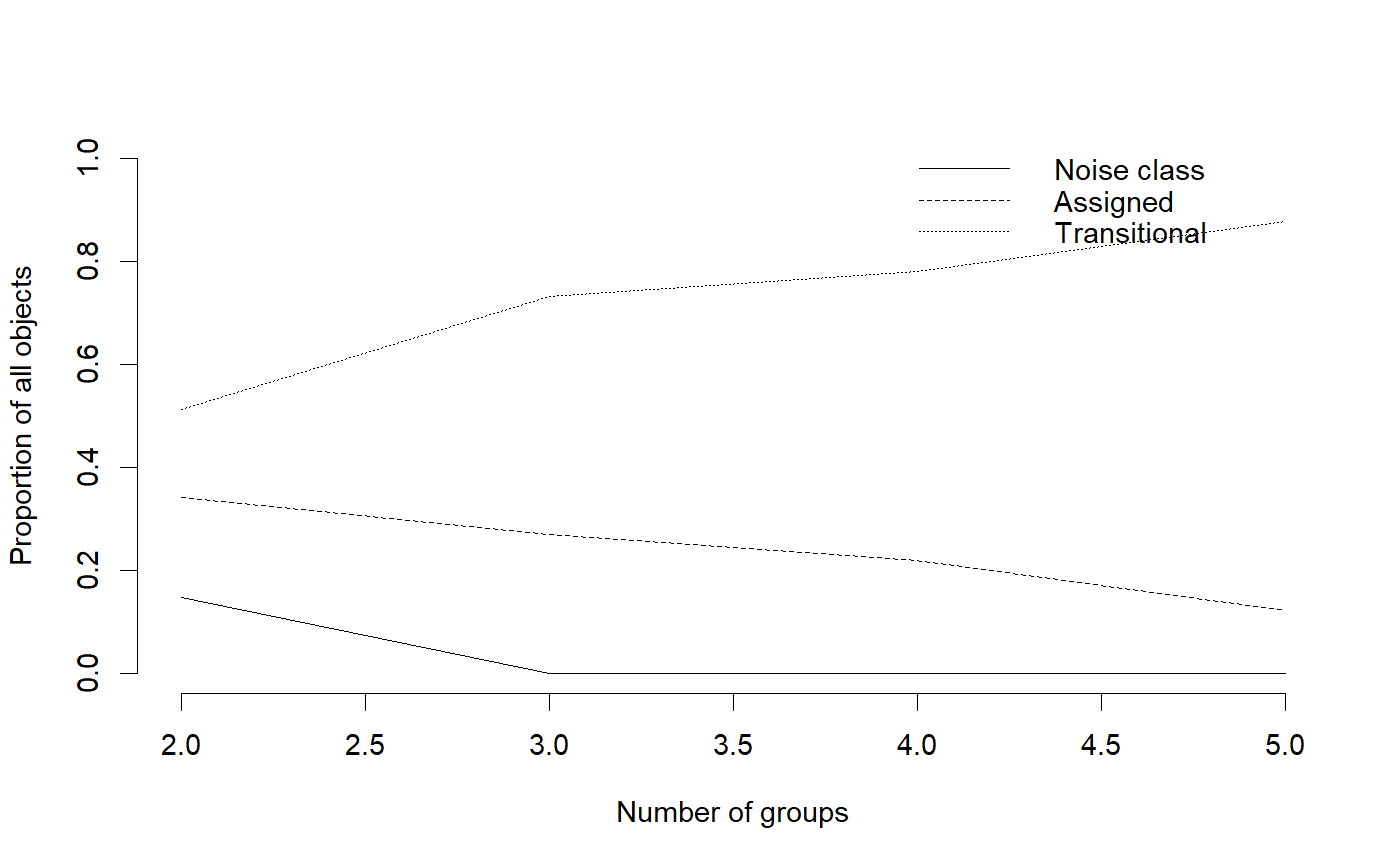 Noise class
Assigned
Transitional
Proportion of all objects
1.0
0.8
0.6
0.4
0.2
0.0
2.0 2.5 3.0 3.5 4.0 4.5 5.0
Number of groups